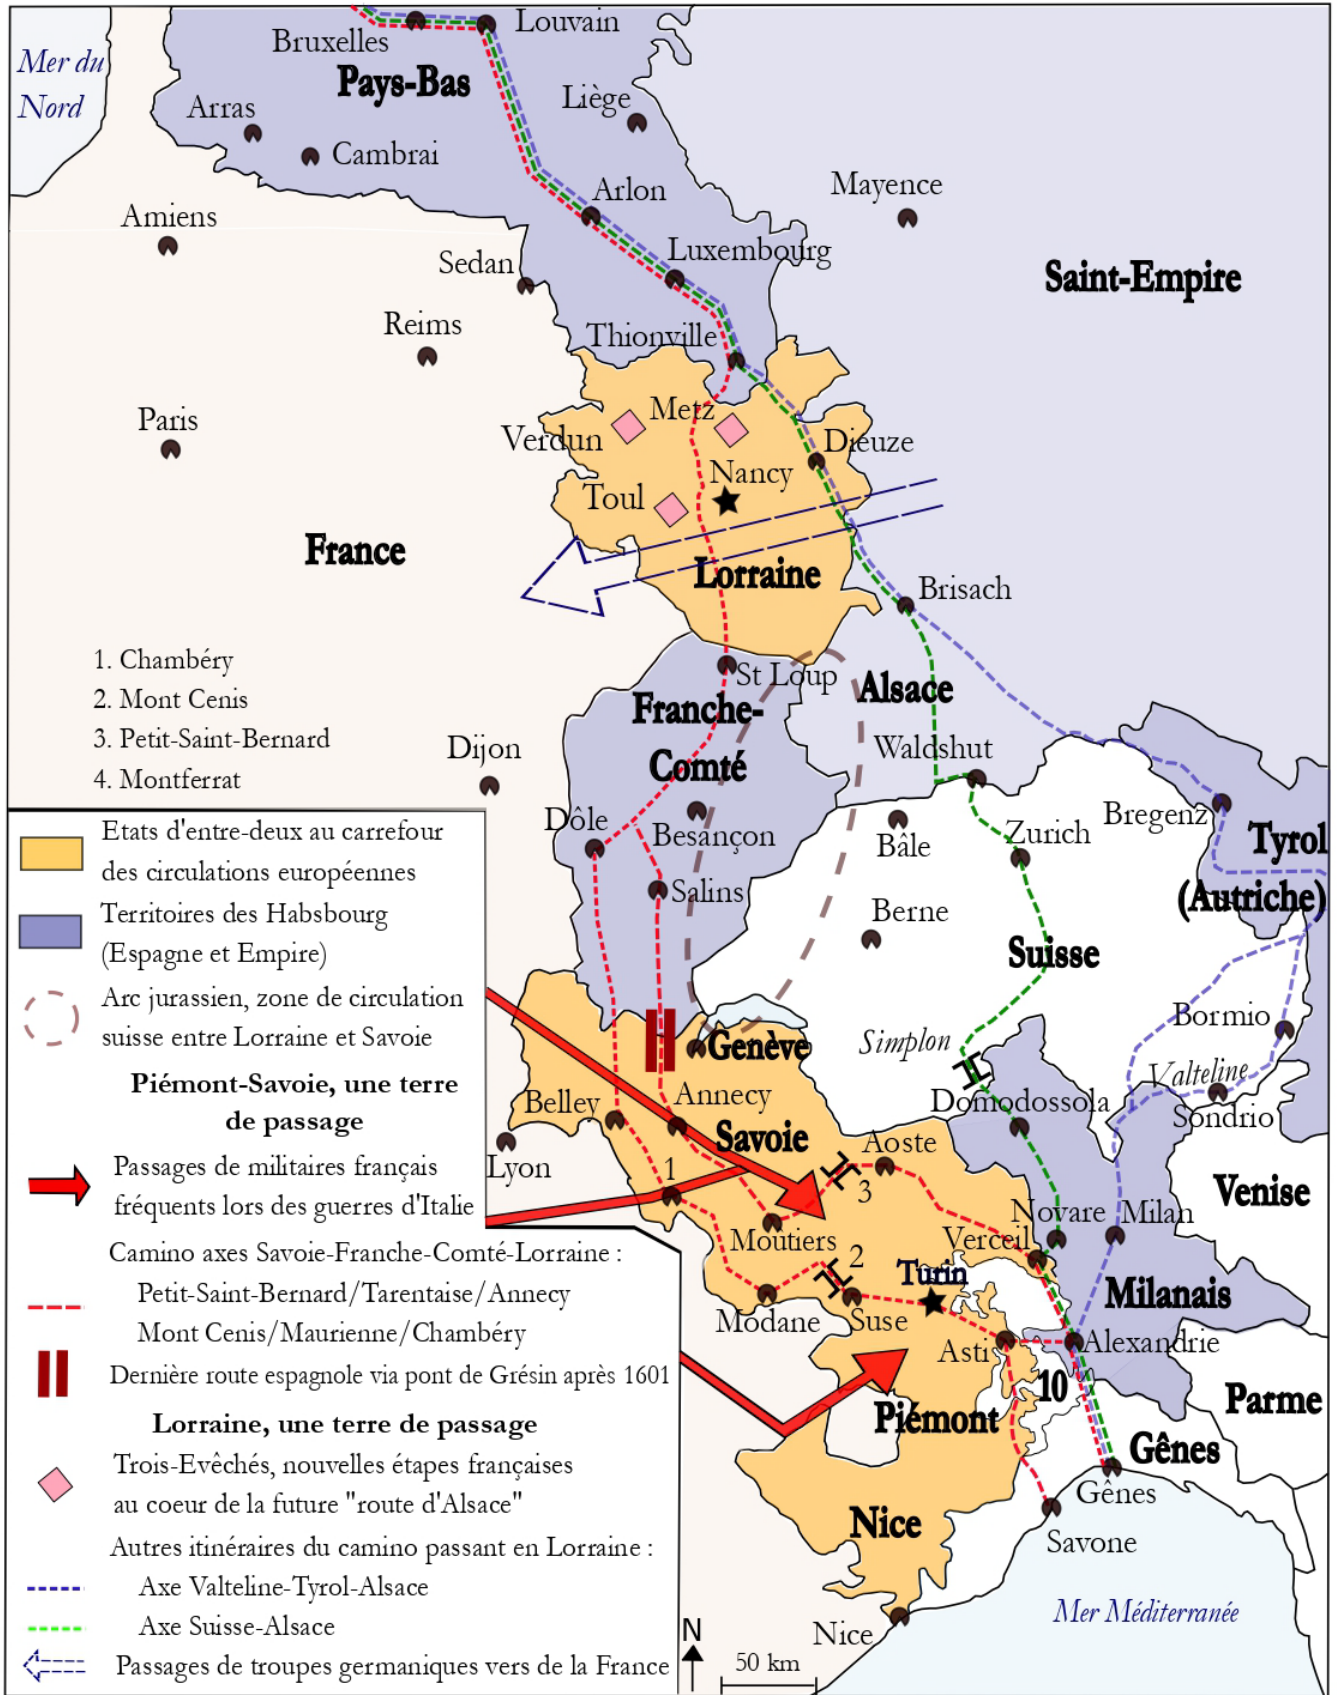 Mer du
Nord
Bruxelles
Louvain
Pays-Bas
Liège
Arras
Cambrai
Arlon
Mayence
Amiens
Luxembourg
Sedan
Saint-Empire
Reims
Thionville
Paris
Metz
Verdun
Dieuze
Nancy
Toul
France
Lorraine
Brisach
1. Chambéry
2. Mont Cenis
3. Petit-Saint-Bernard
4. Montferrat
St Loup
Alsace
Franche-
Comté
Dijon
Waldshut
Bregenz
Dôle
Besançon
Bâle
Zurich
Tyrol
(Autriche)
Salins
Berne
Suisse
Bormio
Simplon
Genève
Valteline
Sondrio
Domodossola
Belley
Annecy
Savoie
Aoste
Lyon
1
3
Venise
Novare
Milan
Moûtiers
Verceil
2
Turin
Milanais
Modane
Suse
Asti
Alexandrie
10
Parme
Piémont
Gênes
Gênes
Nice
Savone
Mer Méditerranée
Nice
N
50 km
Etats d'entre-deux au carrefour
des circulations européennes
Territoires des Habsbourg
(Espagne et Empire)
Arc jurassien, zone de circulation
suisse entre Lorraine et Savoie
Piémont-Savoie, une terre
de passage
Passages de militaires français
fréquents lors des guerres d'Italie
Camino axes Savoie-Franche-Comté-Lorraine :
Petit-Saint-Bernard/Tarentaise/Annecy
Mont Cenis/Maurienne/Chambéry
Dernière route espagnole via pont de Grésin après 1601
Lorraine, une terre de passage
Trois-Evêchés, nouvelles étapes françaises
au coeur de la future "route d'Alsace"
Autres itinéraires du camino passant en Lorraine :
Axe Valteline-Tyrol-Alsace
Axe Suisse-Alsace
Passages de troupes germaniques vers de la France